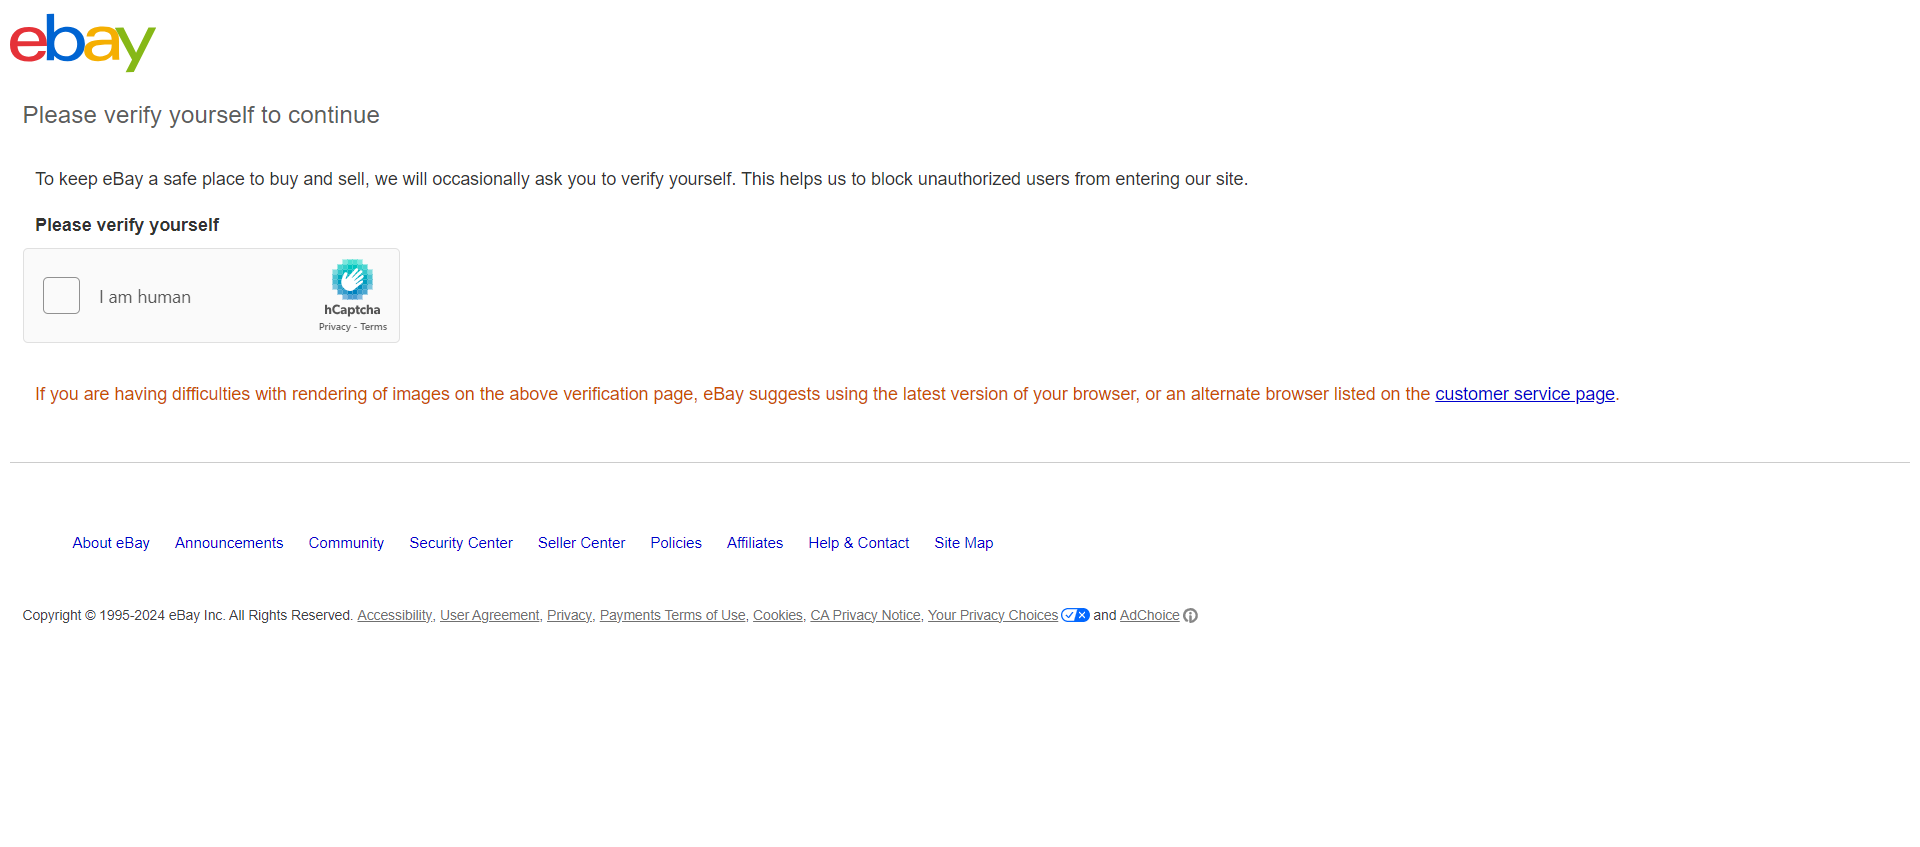 ebay
Please verify yourself to continue
To keep eBay a safe place to buy and sell, we will occasionally ask you to verify yourself. This helps us to block unauthorized users from entering our site.
Please verify yourself
I am human
hCaptcha
Privacy - Terms
If you are having difficulties with rendering of images on the above verification page, eBay suggests using the latest version of your browser, or an alternate browser listed on the customer service page.
About eBay Announcements Community Security Center Seller Center Policies Affiliates Help & Contact Site Map
Copyright © 1995-2024 eBay Inc. All Rights Reserved. Accessibility, User Agreement, Privacy, Payments Terms of Use, Cookies, CA Privacy Notice, Your Privacy Choices and AdChoice